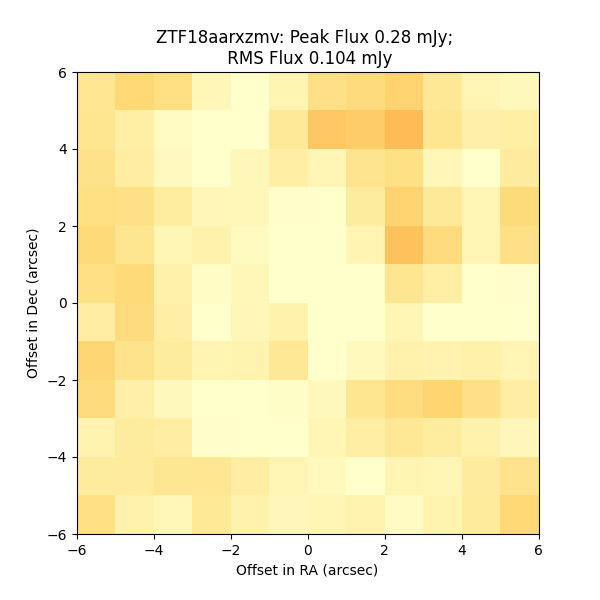 ZTF18aarxzmv: Peak Flux 0.28 mJy;
RMS Flux 0.104 mJy
6
4
2
0
−2
−4
−6
Offset in Dec (arcsec)
−6 −4 −2 0 2 4 6
Offset in RA (arcsec)